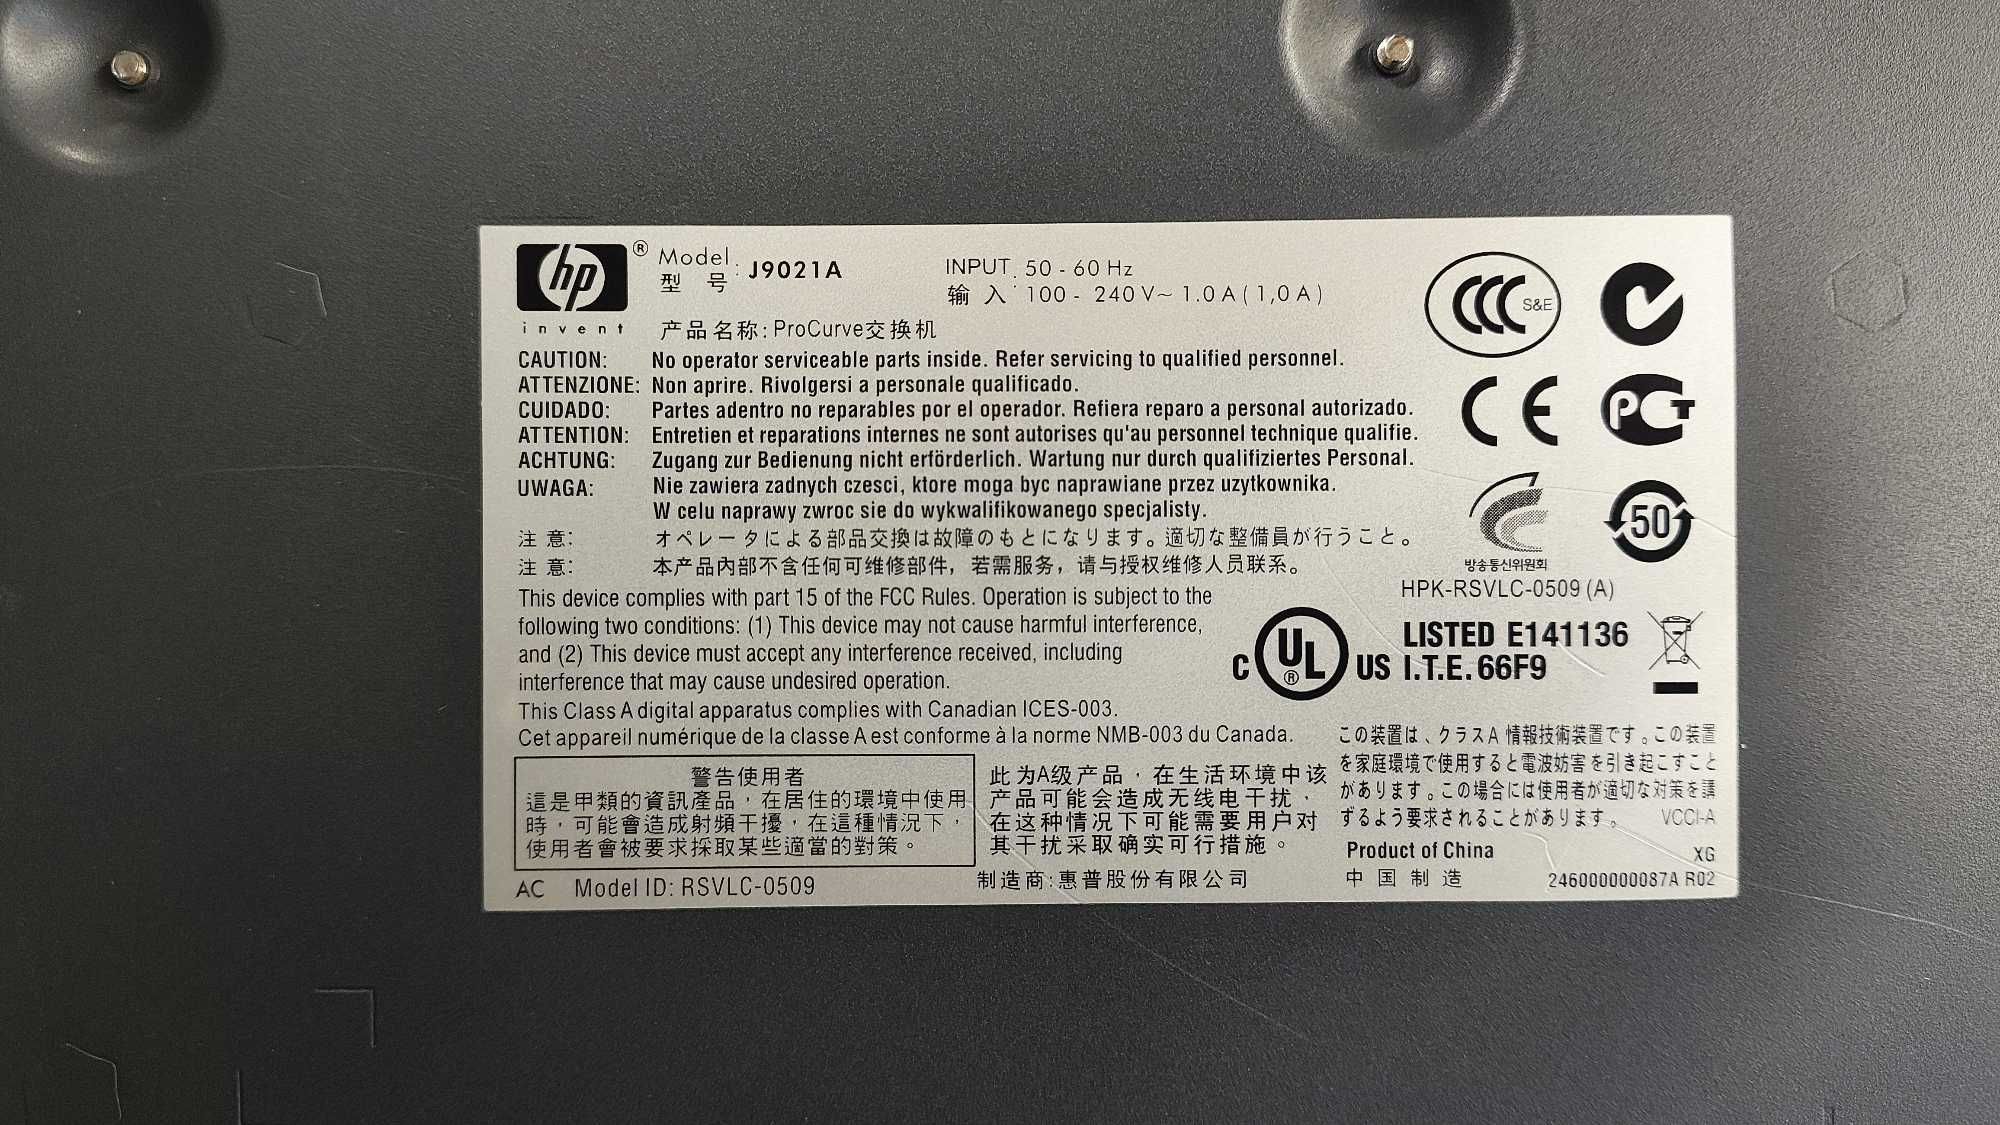 hp ®
invent
Model : J9021A
型 号
INPUT : 50 - 60 Hz
输 入 : 100 - 240 V~ 1.0 A ( 1,0 A )
产品名称: ProCurve交换机
CAUTION: No operator serviceable parts inside. Refer servicing to qualified personnel.
ATTENZIONE: Non aprire. Rivolgersi a personale qualificado.
CUIDADO: Partes adentro no reparables por el operador. Refiera reparo a personal autorizado.
ATTENTION: Entretien et reparations internes ne sont autorises qu'au personnel technique qualifie.
ACHTUNG: Zugang zur Bedienung nicht erförderlich. Wartung nur durch qualifiziertes Personal.
UWAGA: Nie zawiera zadnych czesci, ktore moga byc naprawiane przez uzytkownika.
W celu naprawy zwroc sie do wykwalifikowanego specjalisty.
注 意: オペレータによる部品交換は故障のもとになります。適切な整備員が行うこと。
注 意: 本产品内部不含任何可维修部件，若需服务，请与授权维修人员联系。
This device complies with part 15 of the FCC Rules. Operation is subject to the
following two conditions: (1) This device may not cause harmful interference,
and (2) This device must accept any interference received, including
interference that may cause undesired operation.
This Class A digital apparatus complies with Canadian ICES-003.
Cet appareil numérique de la classe A est conforme à la norme NMB-003 du Canada.
警告使用者
這是甲類的資訊產品，在居住的環境中使用
時，可能會造成射頻干擾，在這種情況下，
使用者會被要求採取某些適當的對策。
AC Model ID: RSVLC-0509
此为A级产品，在生活环境中该
产品可能会造成无线电干扰，
在这种情况下可能需要用户对
其干扰采取确实可行措施。
制造商:惠普股份有限公司
CCC S&E
CE
PCT
방송통신위원회
50
HPK-RSVLC-0509 (A)
C UL ® US
LISTED E141136
I.T.E. 66F9
この装置は、クラスA 情報技術装置です。この装置
を家庭環境で使用すると電波妨害を引き起こすこと
があります。この場合には使用者が適切な対策を講
ずるよう要求されることがあります。 VCCI-A
Product of China XG
中 国 制 造 246000000087A R02